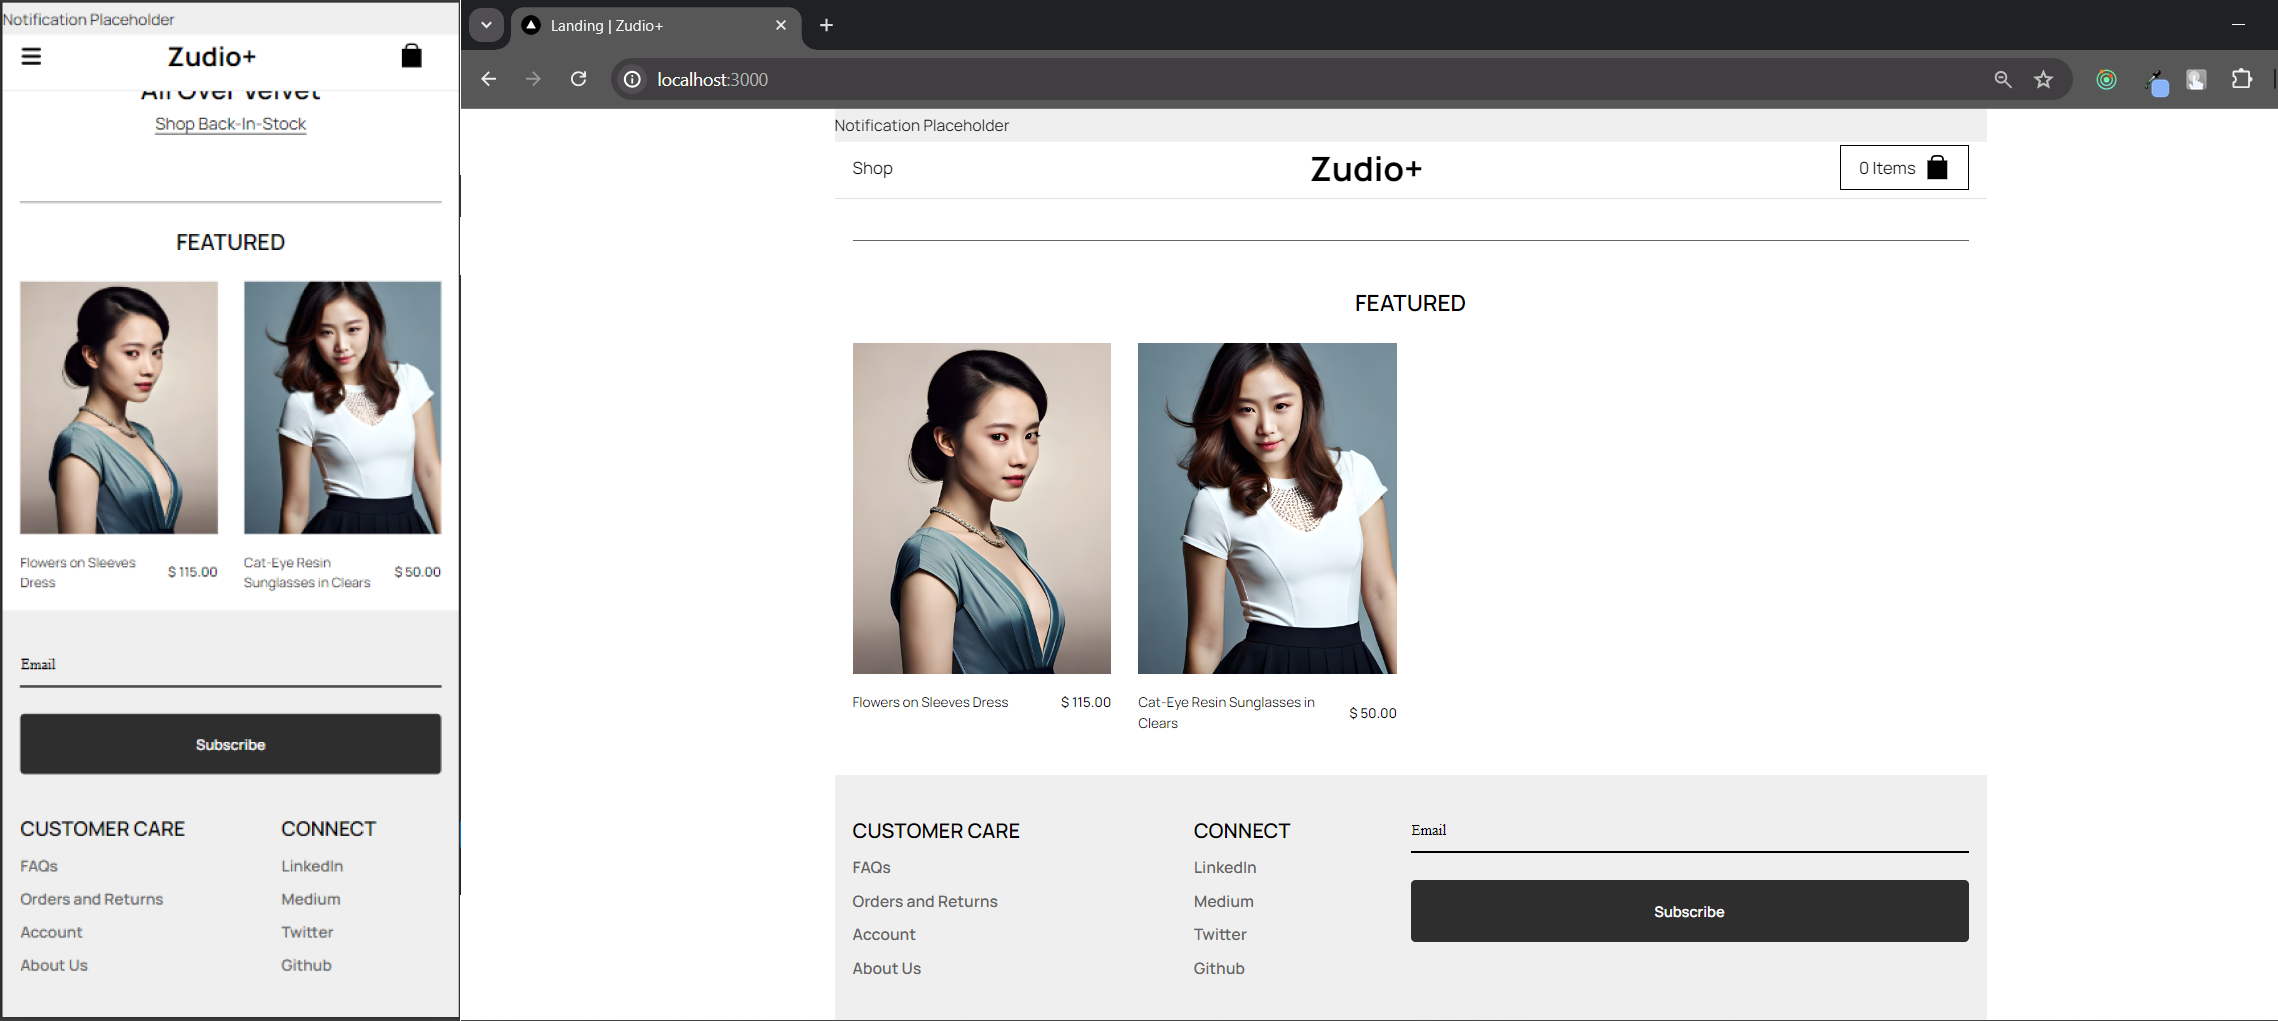 Notification Placeholder
Zudio+
All Over Velvet
Shop Back-In-Stock
FEATURED
Flowers on Sleeves
Dress
$ 115.00
Cat-Eye Resin
Sunglasses in Clears
$ 50.00
Email
Subscribe
CUSTOMER CARE
FAQs
Orders and Returns
Account
About Us
CONNECT
LinkedIn
Medium
Twitter
Github
Landing | Zudio+
localhost:3000
Notification Placeholder
Shop
Zudio+
0 Items
FEATURED
Flowers on Sleeves Dress
$ 115.00
Cat-Eye Resin Sunglasses in
Clears
$ 50.00
CUSTOMER CARE
FAQs
Orders and Returns
Account
About Us
CONNECT
LinkedIn
Medium
Twitter
Github
Email
Subscribe